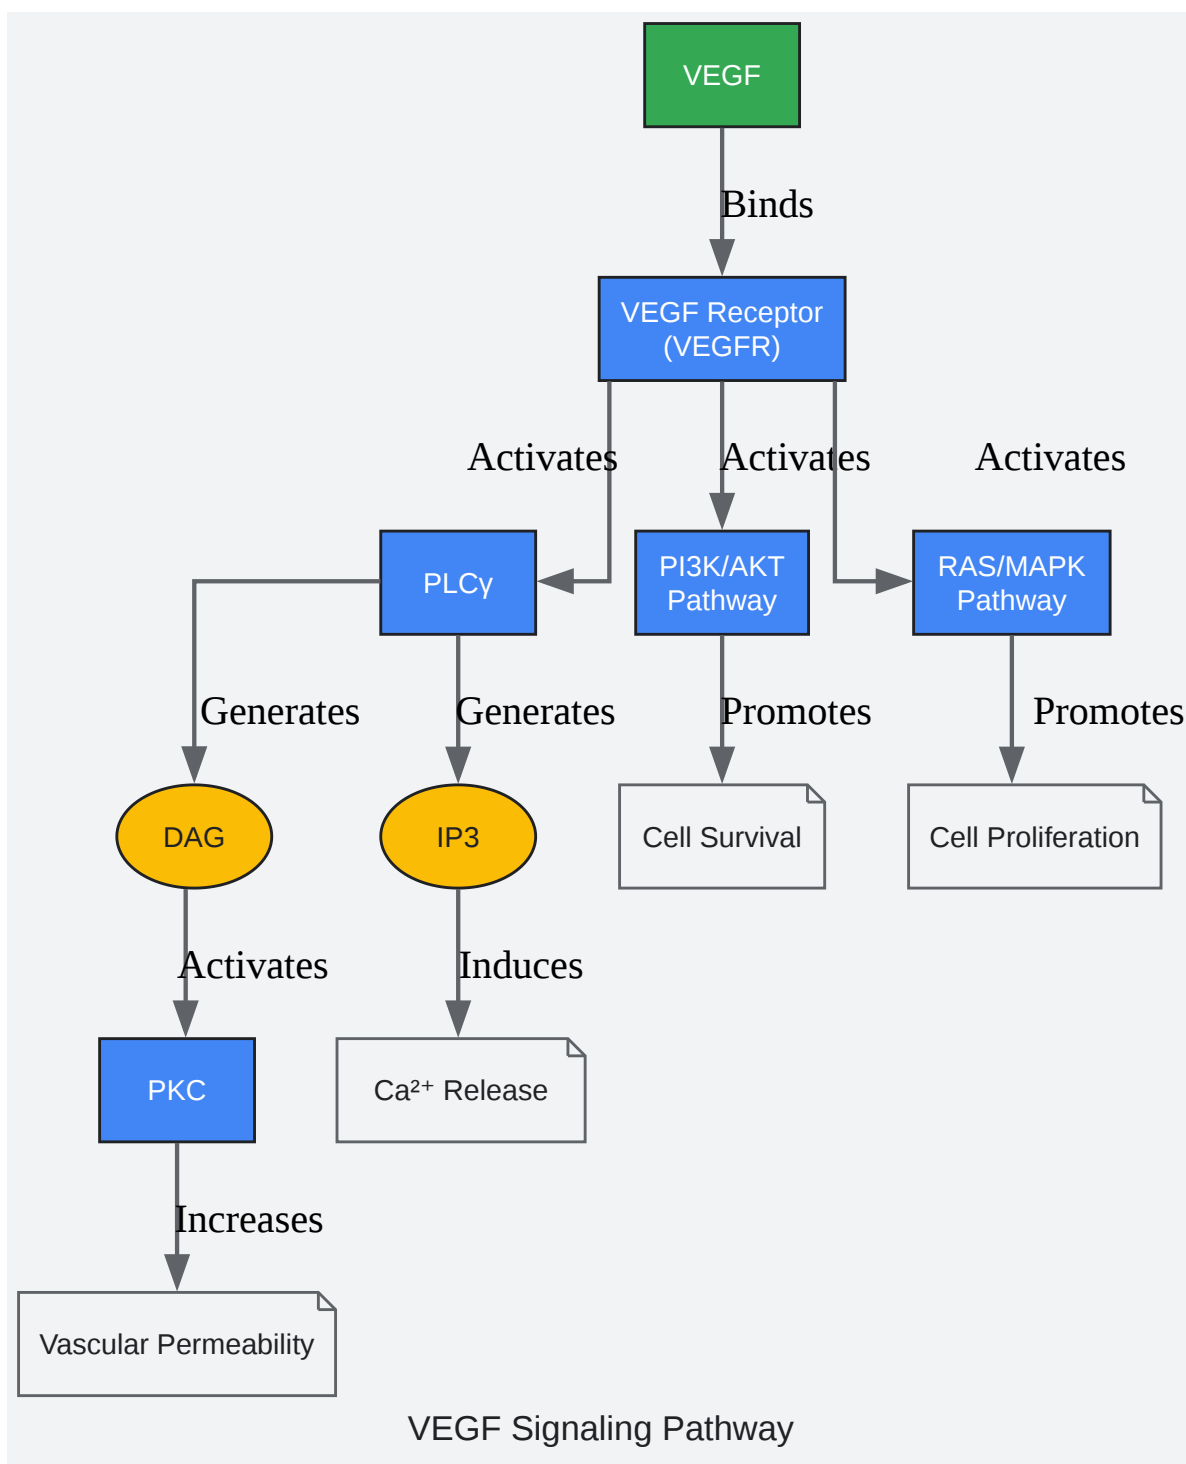 VEGF
Binds
VEGF Receptor
(VEGFR)
Activates
Activates
Activates
PLCγ
PI3K/AKT
Pathway
RAS/MAPK
Pathway
Generates
Generates
Promotes
Promotes
DAG
IP3
Cell Survival
Cell Proliferation
Activates
Induces
PKC
Ca²⁺ Release
Increases
Vascular Permeability
VEGF Signaling Pathway